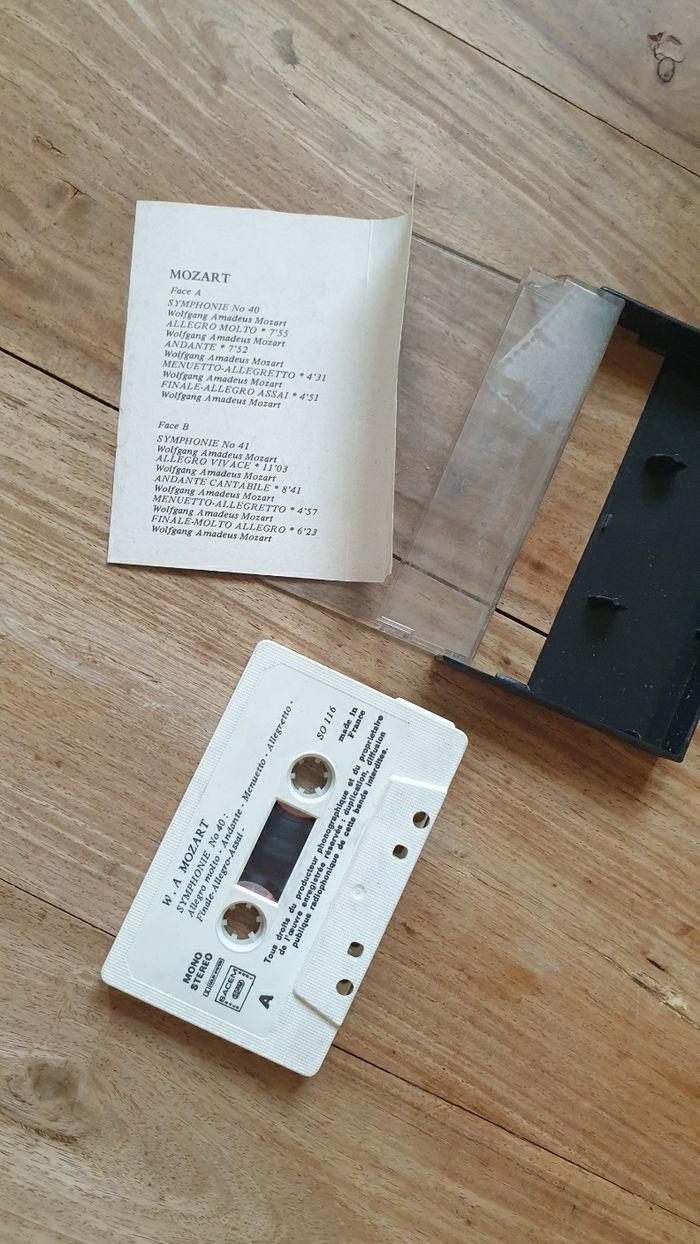 MOZART
Face A
SYMPHONIE No 40
Wolfgang Amadeus Mozart
ALLEGRO MOLTO * 7'55
Wolfgang Amadeus Mozart
ANDANTE * 7'52
Wolfgang Amadeus Mozart
MENUETTO-ALLEGRETTO * 4'31
Wolfgang Amadeus Mozart
FINALE-ALLEGRO ASSAI * 4'51
Wolfgang Amadeus Mozart
Face B
SYMPHONIE No 41
Wolfgang Amadeus Mozart
ALLEGRO VIVACE * 11'03
Wolfgang Amadeus Mozart
ANDANTE CANTABILE * 8'41
Wolfgang Amadeus Mozart
MENUETTO-ALLEGRETTO * 4'57
Wolfgang Amadeus Mozart
FINALE-MOLTO ALLEGRO * 6'23
Wolfgang Amadeus Mozart
W. A MOZART
SYMPHONIE No 40 :
Allegro molto - Andante - Menuetto - Allegretto -
Finale-Allegro-Assai -
SO 116
made in
France
MONO
STEREO
SACEM
A
Tous droits du producteur phonographique et du propriétaire
de l'œuvre enregistrée réservés : duplication, diffusion
publique radiophonique de cette bande interdites.